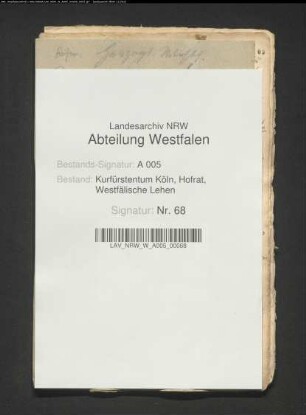 Landesarchiv NRW
Abteilung Westfalen
Bestands-Signatur: A 005
Bestand: Kurfürstentum Köln, Hofrat,
Westfälische Lehen
Signatur: Nr. 68
LAV_NRW_W_A005_00068